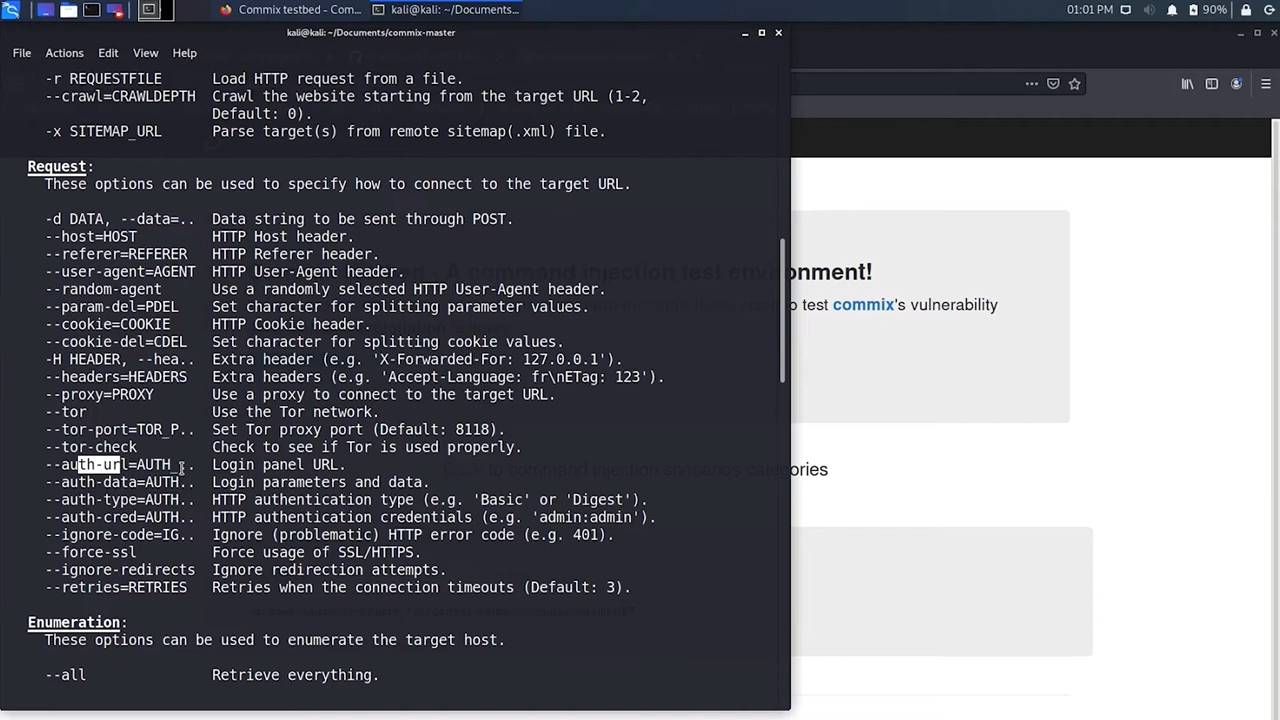 Commix testbed - Com...
kali@kali: ~/Documents...
01:01 PM
90%
kali@kali: ~/Documents/commix-master
File Actions Edit View Help
-r REQUESTFILE Load HTTP request from a file.
--crawl=CRAWLDEPTH Crawl the website starting from the target URL (1-2,
Default: 0).
-x SITEMAP_URL Parse target(s) from remote sitemap(.xml) file.
Request:
These options can be used to specify how to connect to the target URL.
-d DATA, --data=.. Data string to be sent through POST.
--host=HOST HTTP Host header.
--referer=REFERER HTTP Referer header.
--user-agent=AGENT HTTP User-Agent header.
--random-agent Use a randomly selected HTTP User-Agent header.
--param-del=PDEL Set character for splitting parameter values.
--cookie=COOKIE HTTP Cookie header.
--cookie-del=CDEL Set character for splitting cookie values.
-H HEADER, --hea.. Extra header (e.g. 'X-Forwarded-For: 127.0.0.1').
--headers=HEADERS Extra headers (e.g. 'Accept-Language: fr\nETag: 123').
--proxy=PROXY Use a proxy to connect to the target URL.
--tor Use the Tor network.
--tor-port=TOR_P.. Set Tor proxy port (Default: 8118).
--tor-check Check to see if Tor is used properly.
--auth-url=AUTH_.. Login panel URL.
--auth-data=AUTH.. Login parameters and data.
--auth-type=AUTH.. HTTP authentication type (e.g. 'Basic' or 'Digest').
--auth-cred=AUTH.. HTTP authentication credentials (e.g. 'admin:admin').
--ignore-code=IG.. Ignore (problematic) HTTP error code (e.g. 401).
--force-ssl Force usage of SSL/HTTPS.
--ignore-redirects Ignore redirection attempts.
--retries=RETRIES Retries when the connection timeouts (Default: 3).
Enumeration:
These options can be used to enumerate the target host.
--all Retrieve everything.
- A command injection test environment!
to test commix's vulnerability
to command injection scenarios categories